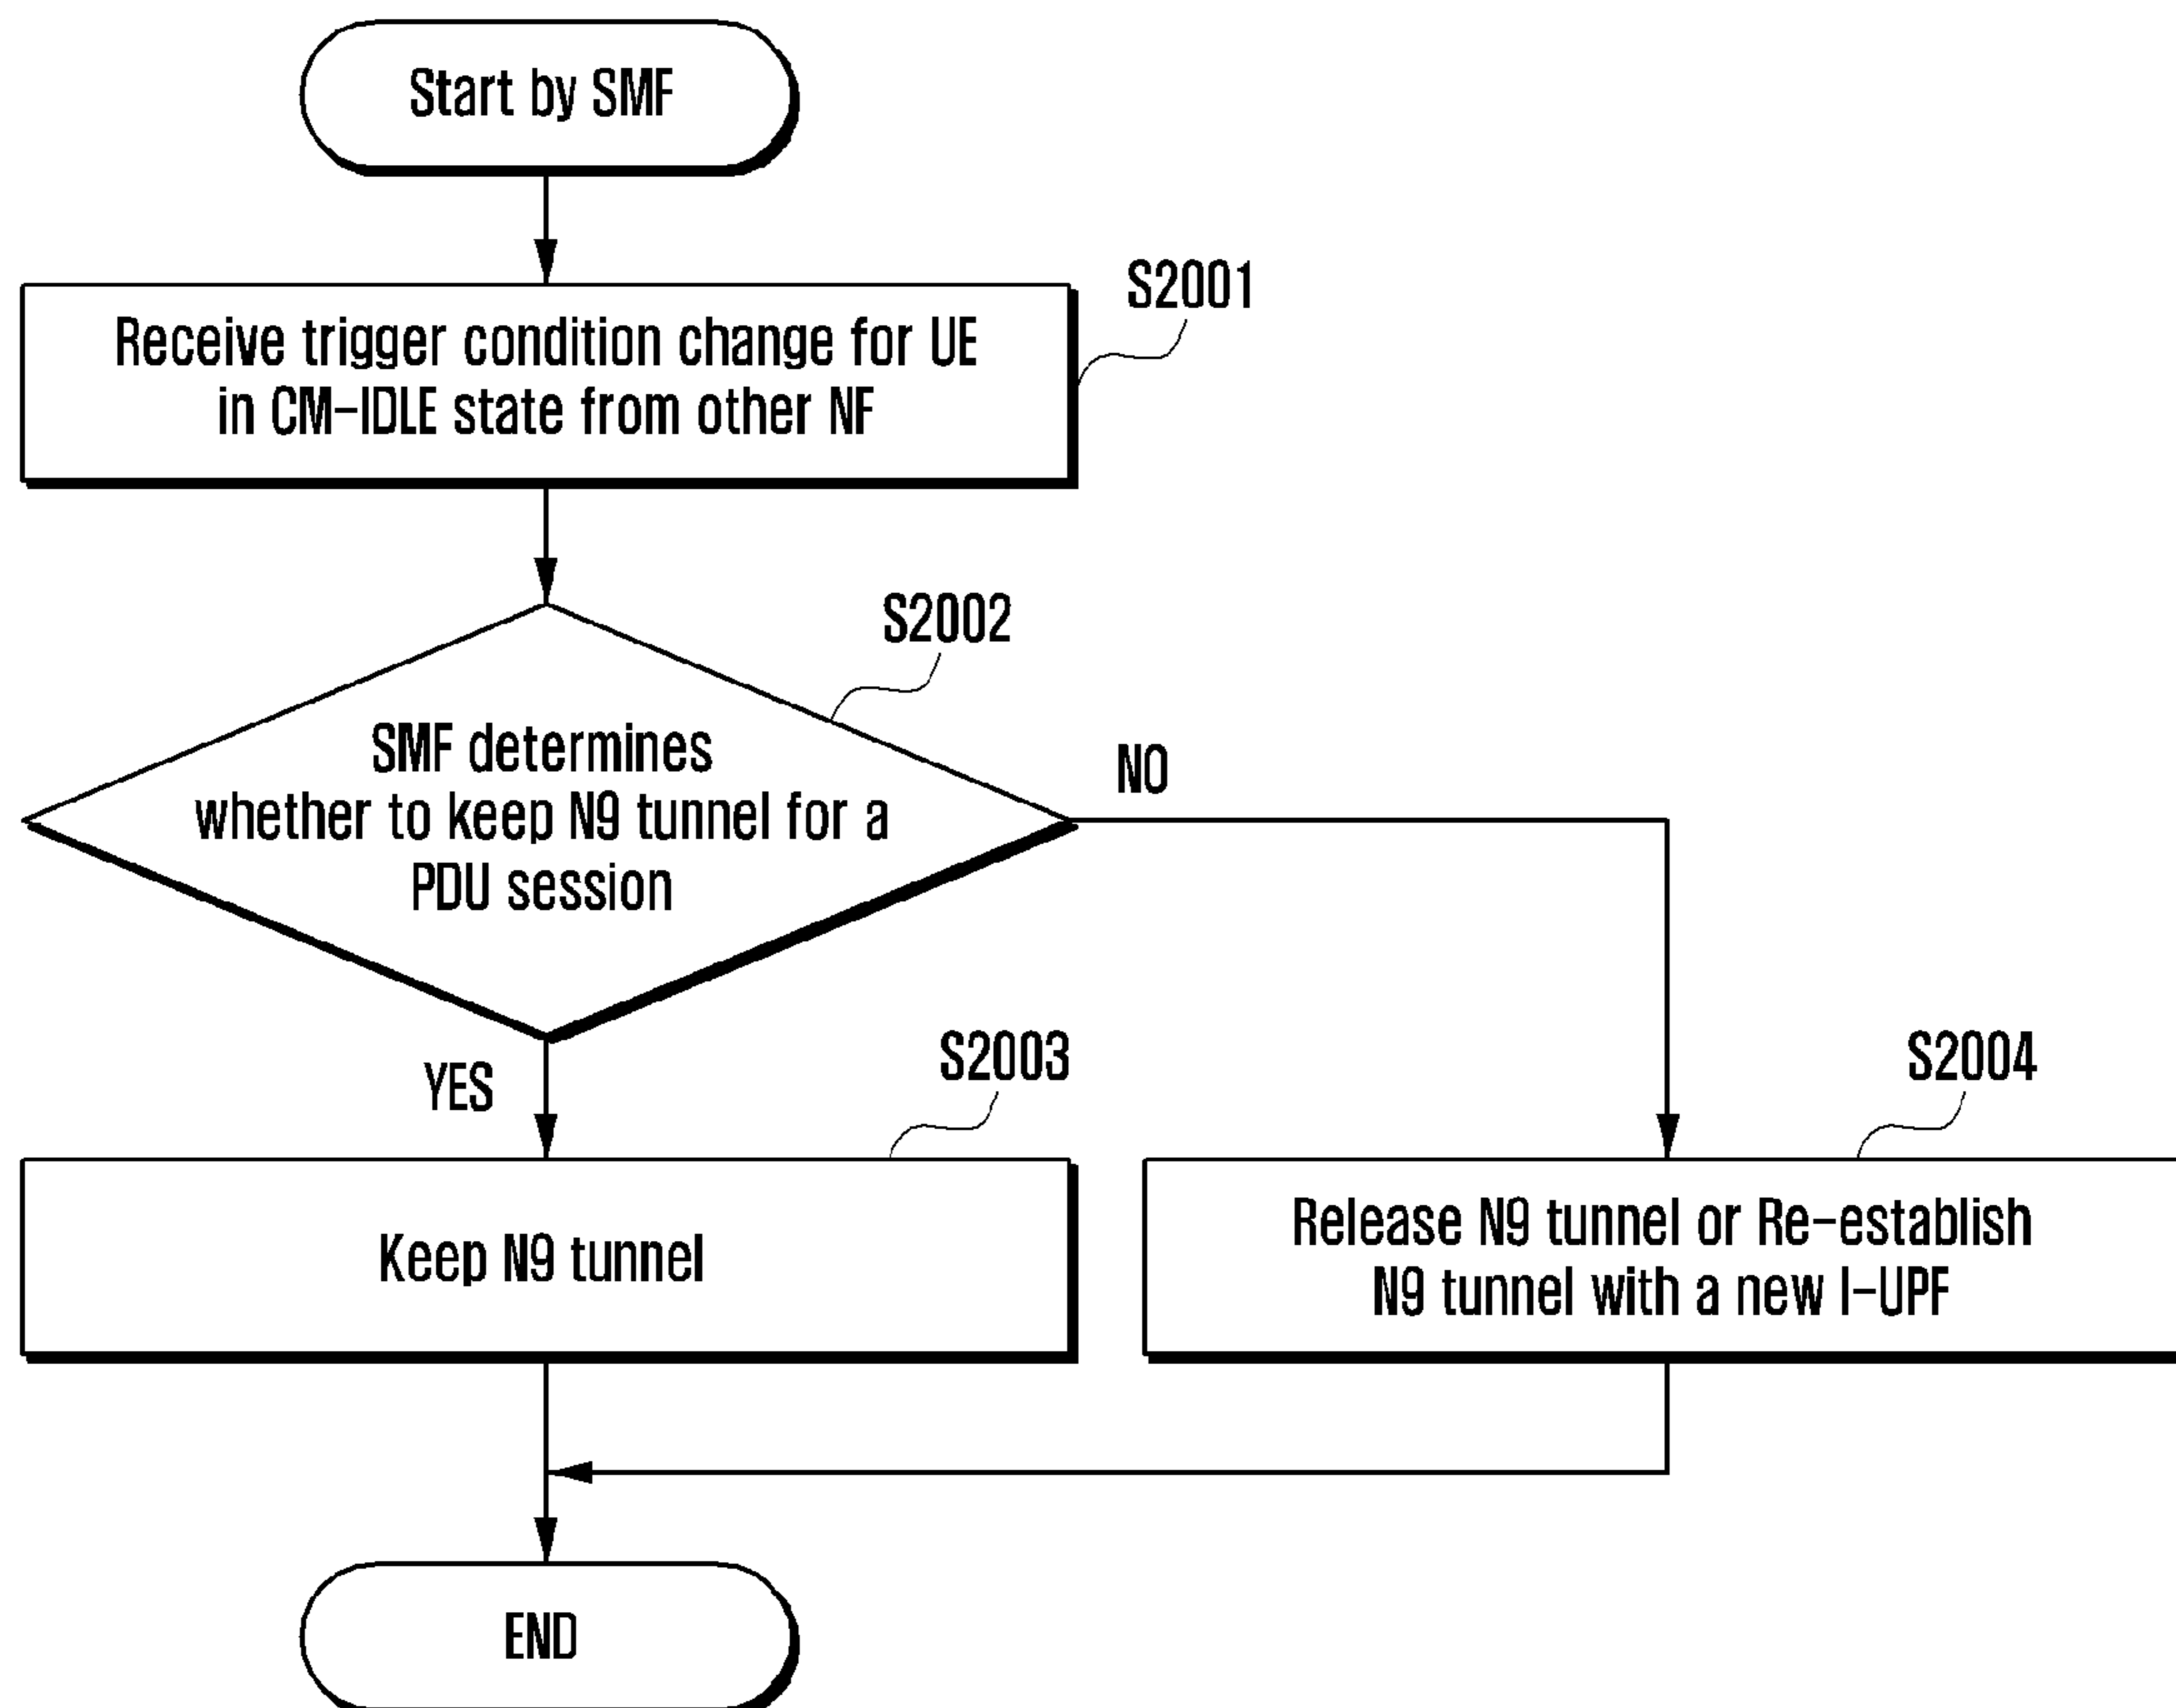 Start by SMF
S2001
Receive trigger condition change for UE
in CM-IDLE state from other NF
S2002
SMF determines
whether to keep N9 tunnel for a
PDU session
NO
YES
S2003
Keep N9 tunnel
S2004
Release N9 tunnel or Re-establish
N9 tunnel with a new I-UPF
END